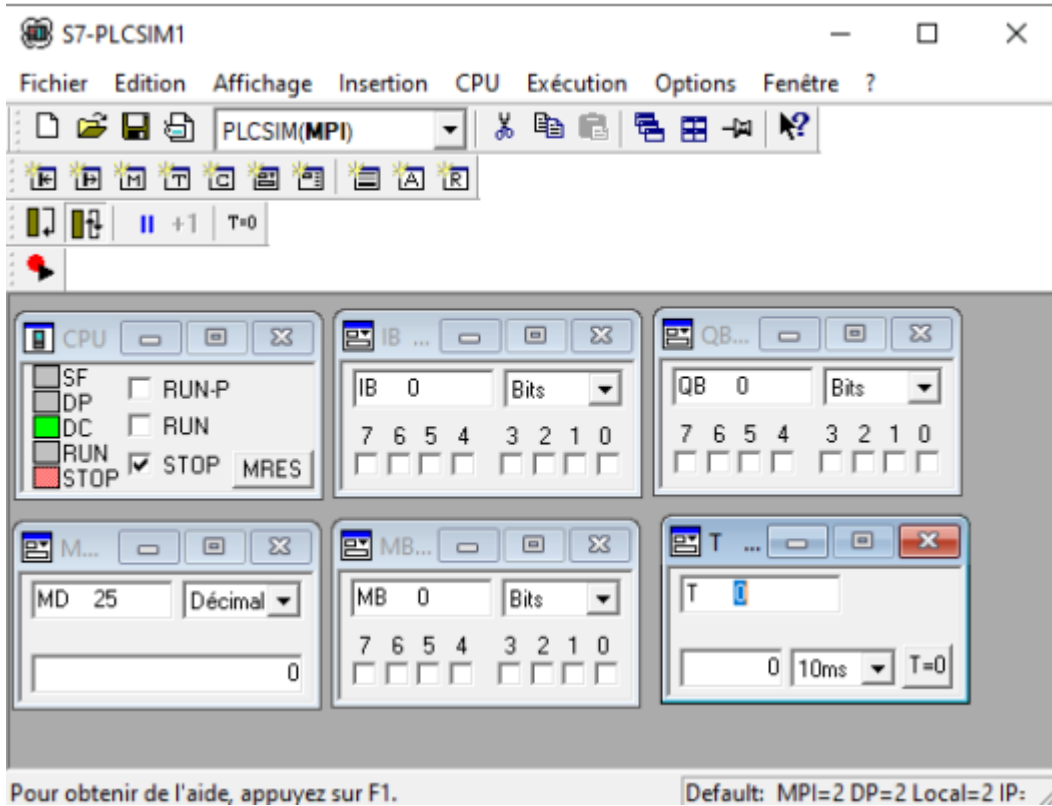 S7-PLCSIM1
Fichier Edition Affichage Insertion CPU Exécution Options Fenêtre ?
PLCSIM(MPI)
M T C A R
+1 T=0
CPU IB ... QB...
SF
DP
DC
RUN
STOP
RUN-P
RUN
STOP MRES
IB 0 Bits
7 6 5 4 3 2 1 0
QB 0 Bits
7 6 5 4 3 2 1 0
M... MB... T ...
MD 25 Décimal
0
MB 0 Bits
7 6 5 4 3 2 1 0
T 0
0 10ms T=0
Pour obtenir de l'aide, appuyez sur F1. Default: MPI=2 DP=2 Local=2 IP: